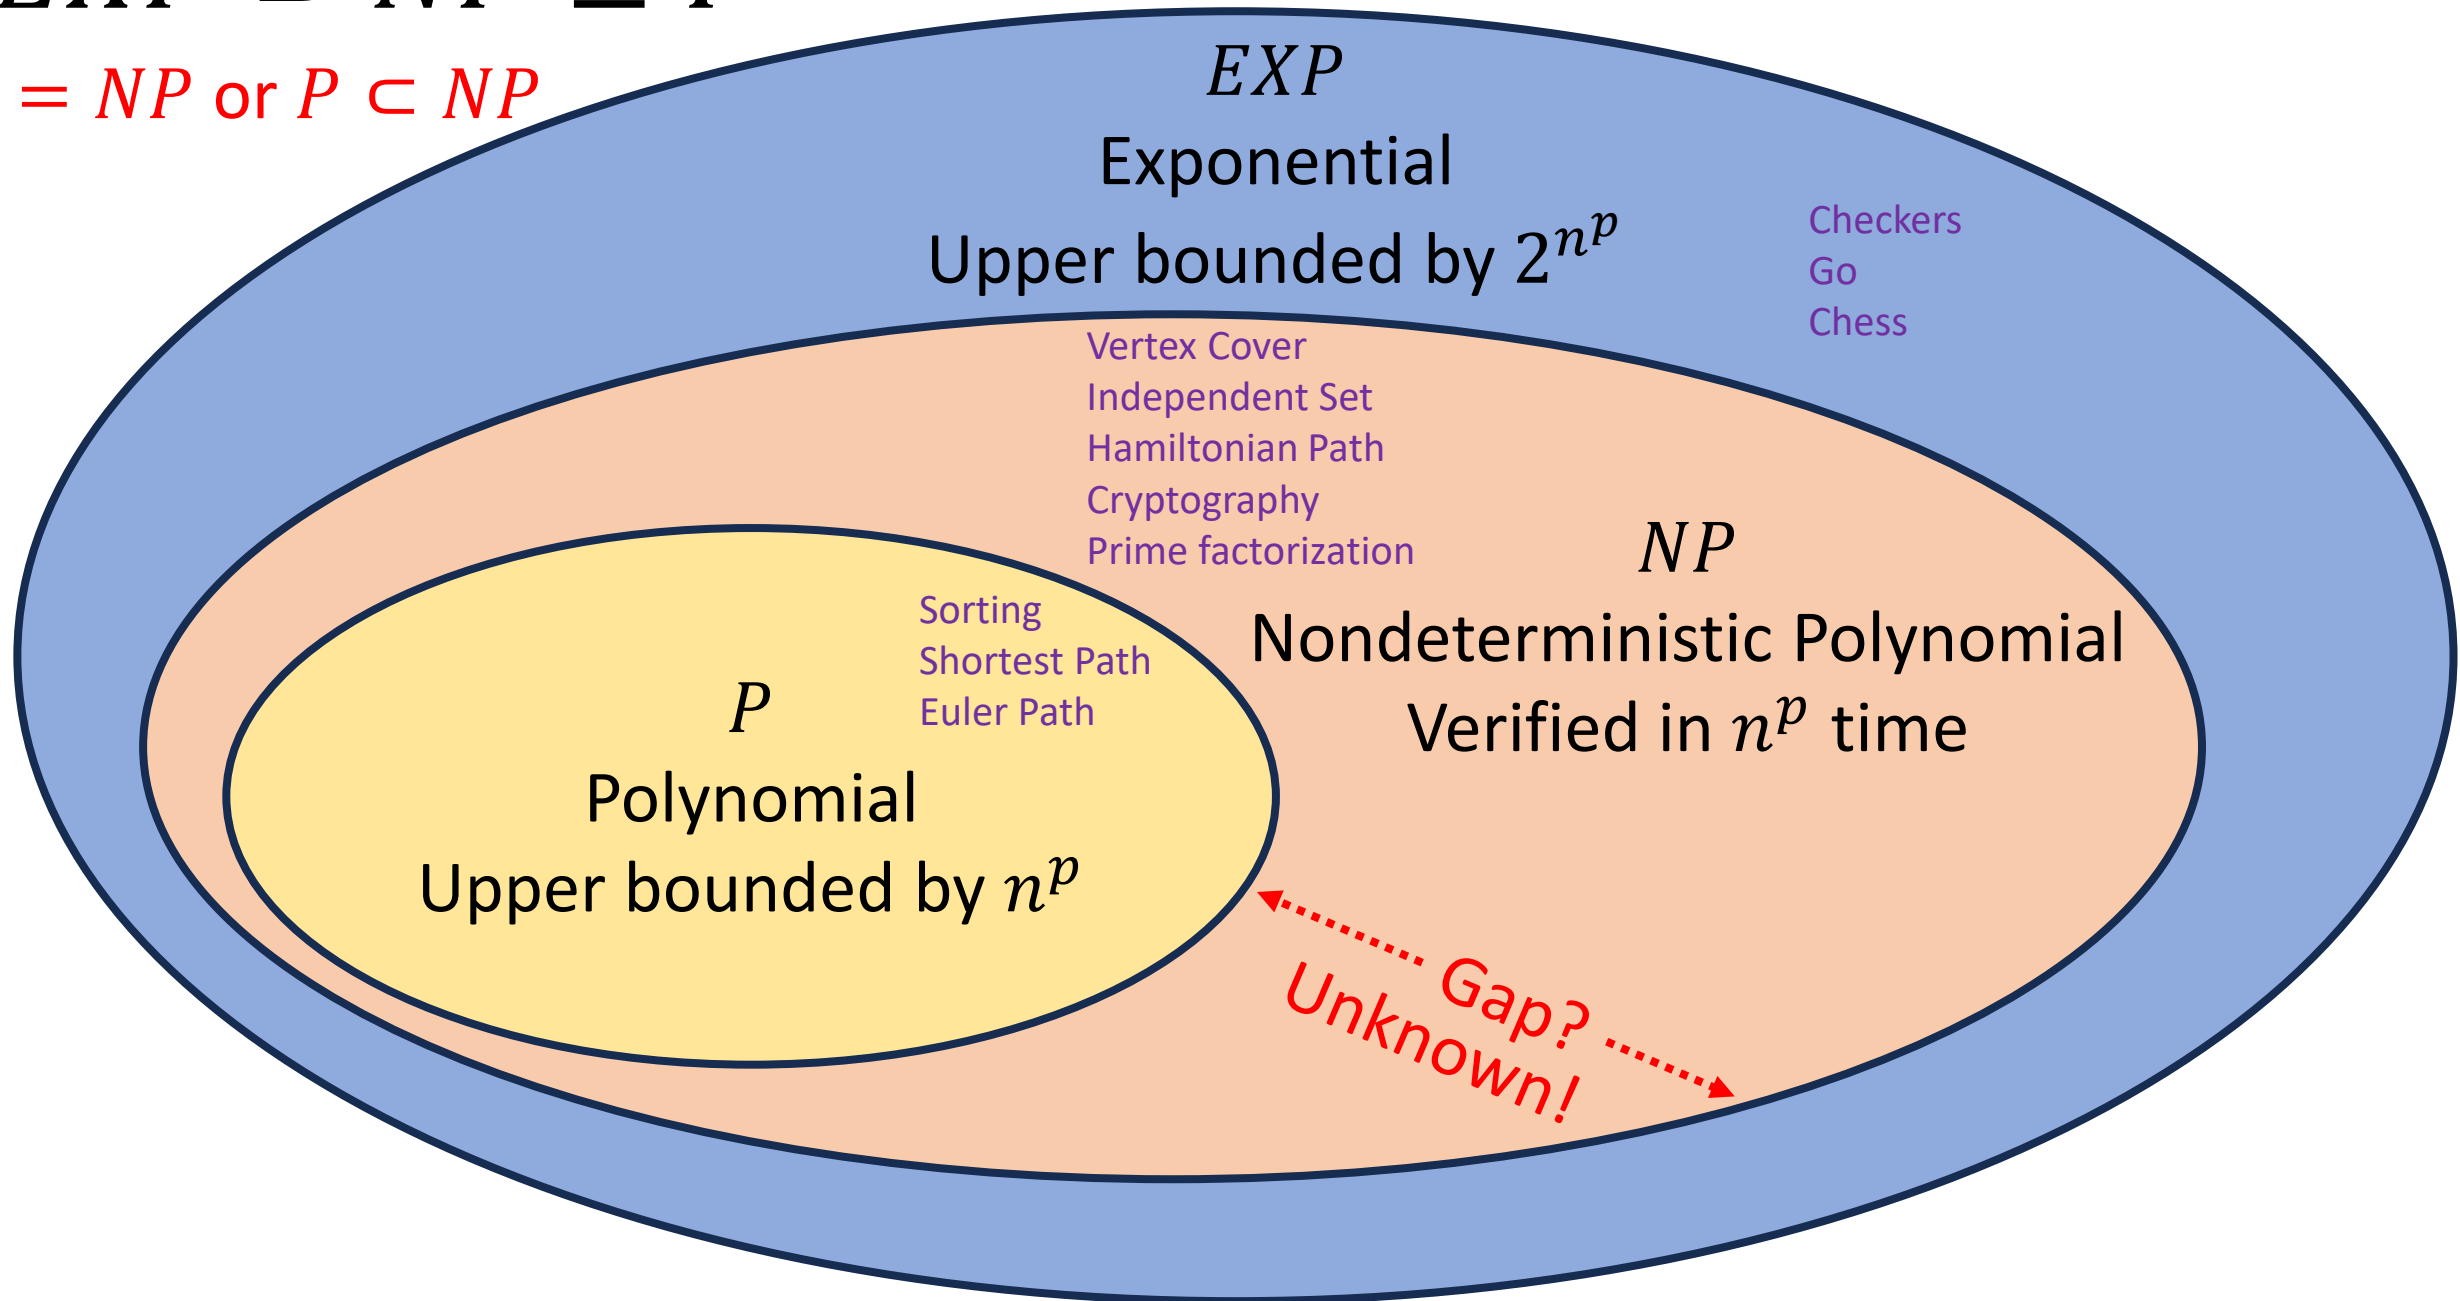 = NP or P ⊂ NP
EXP
Exponential
Upper bounded by 2^{n^p}
Checkers
Go
Chess
Vertex Cover
Independent Set
Hamiltonian Path
Cryptography
Prime factorization
NP
Nondeterministic Polynomial
Verified in n^p time
Sorting
Shortest Path
Euler Path
P
Polynomial
Upper bounded by n^p
Gap?
Unknown!